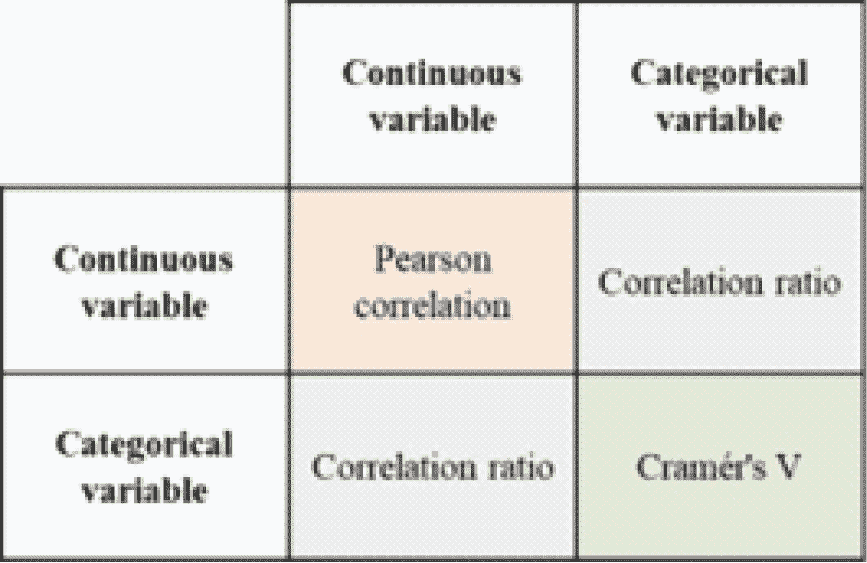 Continuous
variable
Categorical
variable
Continuous
variable
Pearson
correlation
Correlation ratio
Categorical
variable
Correlation ratio
Cramér's V